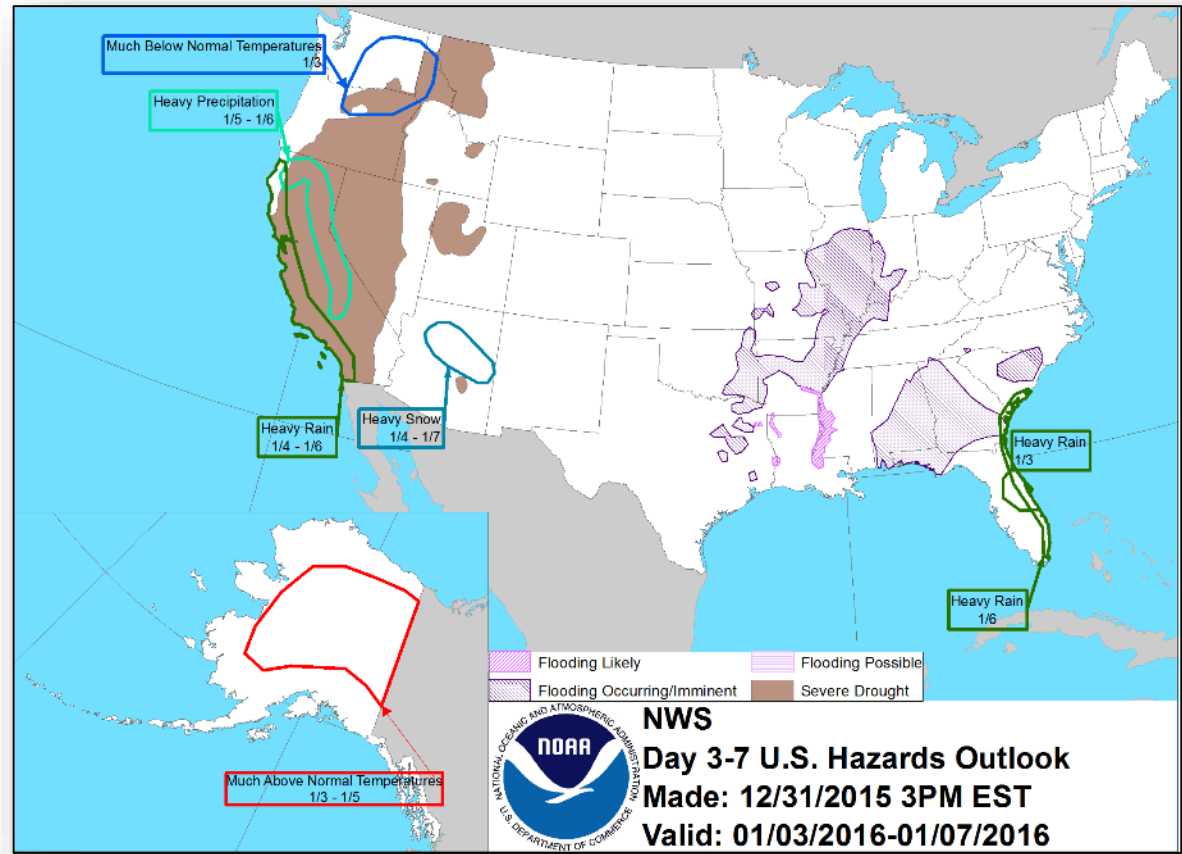 Much Below Normal Temperatures
1/3
Heavy Precipitation
1/5 - 1/6
Heavy Rain
1/4 - 1/6
Heavy Snow
1/4 - 1/7
Heavy Rain
1/3
Heavy Rain
1/6
Much Above Normal Temperatures
1/3 - 1/5
Flooding Likely
Flooding Possible
Flooding Occurring/Imminent
Severe Drought
NATIONAL OCEANIC AND ATMOSPHERIC ADMINISTRATION
NOAA
U.S. DEPARTMENT OF COMMERCE
NWS
Day 3-7 U.S. Hazards Outlook
Made: 12/31/2015 3PM EST
Valid: 01/03/2016-01/07/2016